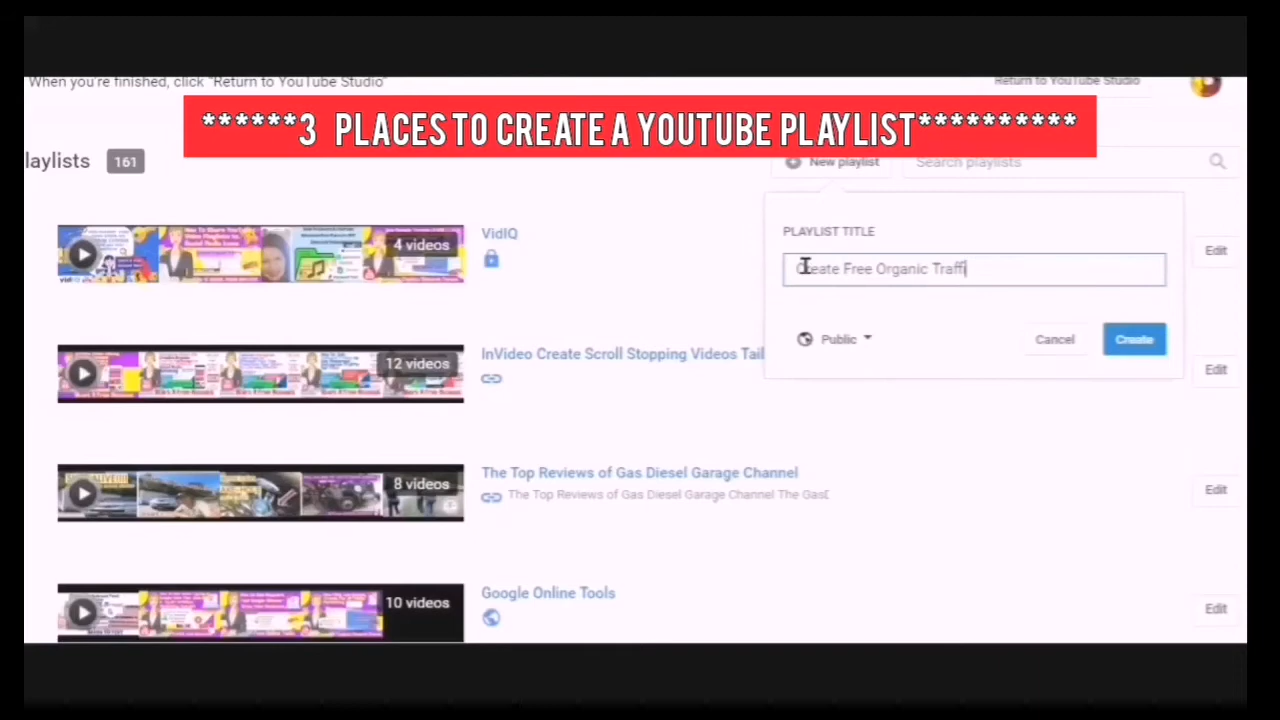 When you're finished, click "Return to YouTube Studio"
Return to YouTube Studio
******3 PLACES TO CREATE A YOUTUBE PLAYLIST**********
laylists 161
New playlist
Search playlists
PLAYLIST TITLE
Create Free Organic Traffi
Public
Cancel
Create
4 videos
VidIQ
Edit
12 videos
InVideo Create Scroll Stopping Videos Tail
Edit
8 videos
The Top Reviews of Gas Diesel Garage Channel
The Top Reviews of Gas Diesel Garage Channel The Gas
Edit
10 videos
Google Online Tools
Edit